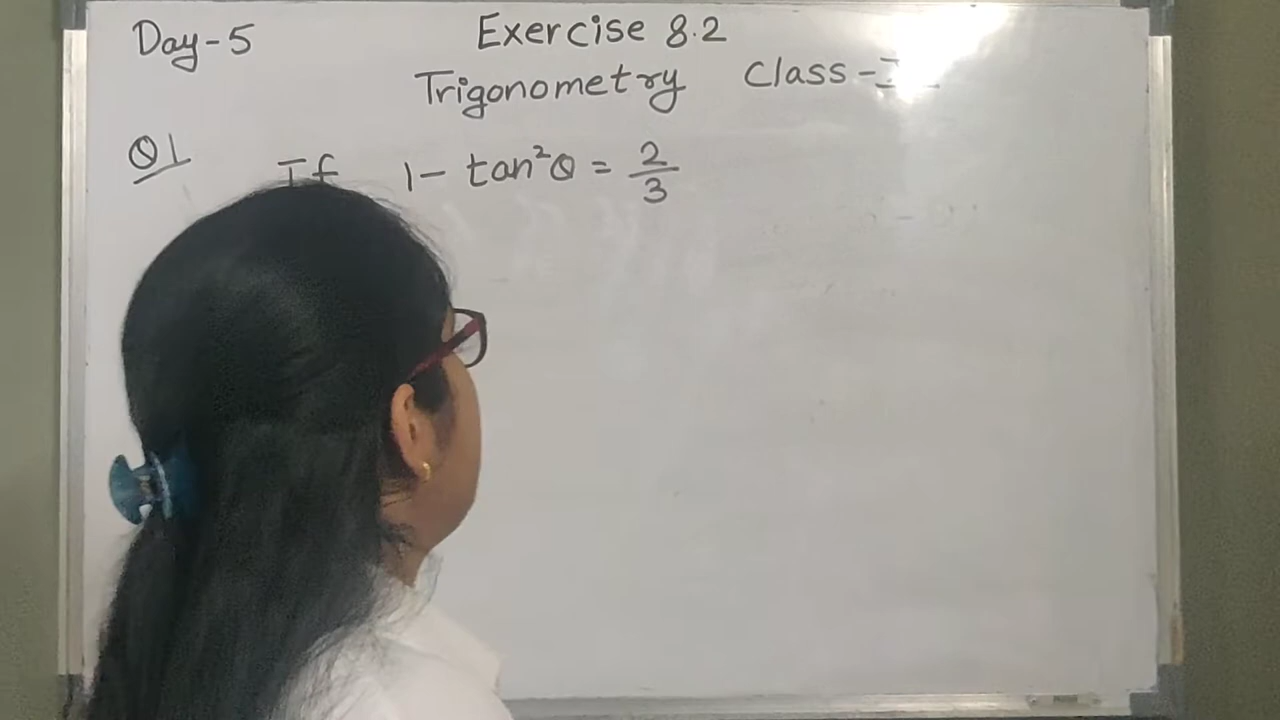 Day-5
Exercise 8.2
Trigonometry Class-
Q1 If 1 - tan²θ = 2/3